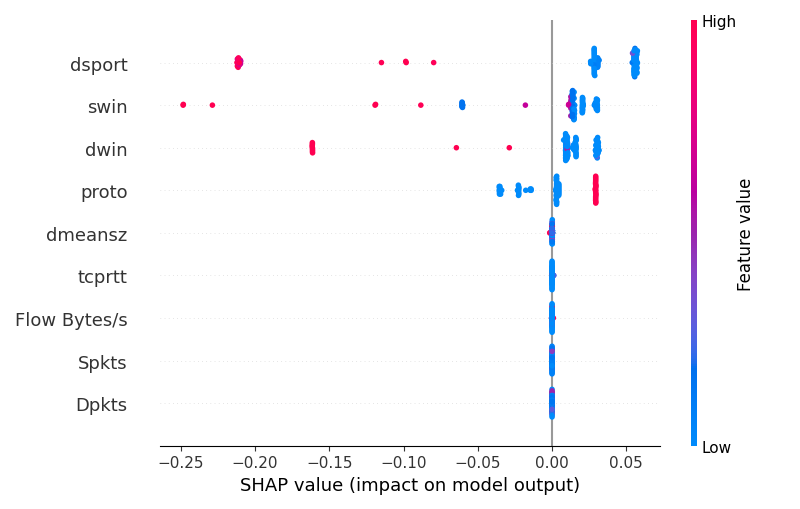 High
dsport
swin
dwin
proto
dmeansz
tcprtt
Flow Bytes/s
Spkts
Dpkts
Feature value
Low
−0.25 −0.20 −0.15 −0.10 −0.05 0.00 0.05
SHAP value (impact on model output)